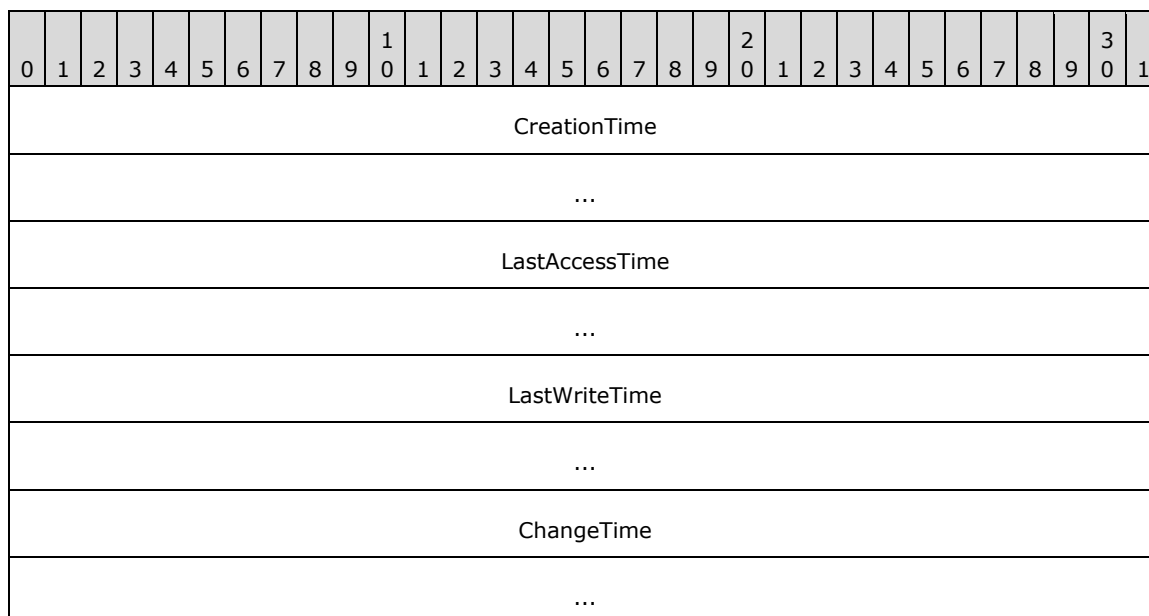 1 2 3
0 1 2 3 4 5 6 7 8 9 0 1 2 3 4 5 6 7 8 9 0 1 2 3 4 5 6 7 8 9 0 1
CreationTime
...
LastAccessTime
...
LastWriteTime
...
ChangeTime
...